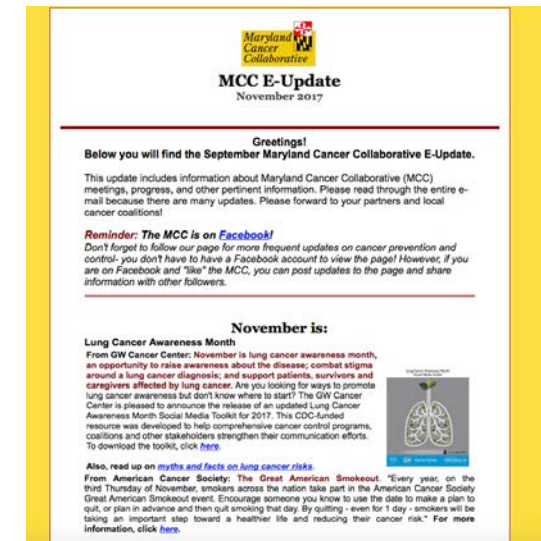 Maryland
Cancer
Collaborative
MCC E-Update
November 2017
Greetings!
Below you will find the September Maryland Cancer Collaborative E-Update.
This update includes information about Maryland Cancer Collaborative (MCC)
meetings, progress, and other pertinent information. Please read through the entire e-
mail because there are many updates. Please forward to your partners and local
cancer coalitions!
Reminder: The MCC is on Facebook!
Don't forget to follow our page for more frequent updates on cancer prevention and
control- you don't have to have a Facebook account to view the page! However, if you
are on Facebook and "like" the MCC, you can post updates to the page and share
information with other followers.
November is:
Lung Cancer Awareness Month
From GW Cancer Center: November is lung cancer awareness month,
an opportunity to raise awareness about the disease; combat stigma
around a lung cancer diagnosis; and support patients, survivors and
caregivers affected by lung cancer. Are you looking for ways to promote
lung cancer awareness but don't know where to start? The GW Cancer
Center is pleased to announce the release of an updated Lung Cancer
Awareness Month Social Media Toolkit for 2017. This CDC-funded
resource was developed to help comprehensive cancer control programs,
coalitions and other stakeholders strengthen their communication efforts.
To download the toolkit, click here.
Also, read up on myths and facts on lung cancer risks.
From American Cancer Society: The Great American Smokeout. "Every year, on the
third Thursday of November, smokers across the nation take part in the American Cancer Society
Great American Smokeout event. Encourage someone you know to use the date to make a plan to
quit, or plan in advance and then quit smoking that day. By quitting - even for 1 day - smokers will be
taking an important step toward a healthier life and reducing their cancer risk." For more
information, click here.